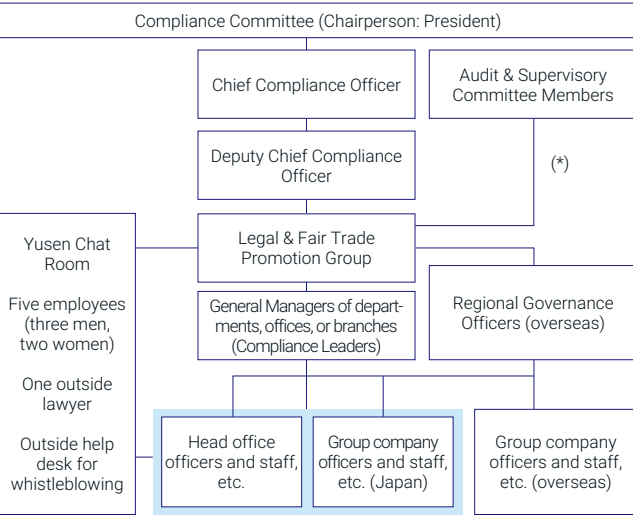 Compliance Committee (Chairperson: President)
Chief Compliance Officer
Audit & Supervisory
Committee Members
Deputy Chief Compliance
Officer
(*)
Legal & Fair Trade
Promotion Group
Yusen Chat
Room
Five employees
(three men,
two women)
One outside
lawyer
Outside help
desk for
whistleblowing
General Managers of depart-
ments, offices, or branches
(Compliance Leaders)
Regional Governance
Officers (overseas)
Head office
officers and staff,
etc.
Group company
officers and staff,
etc. (Japan)
Group company
officers and staff,
etc. (overseas)